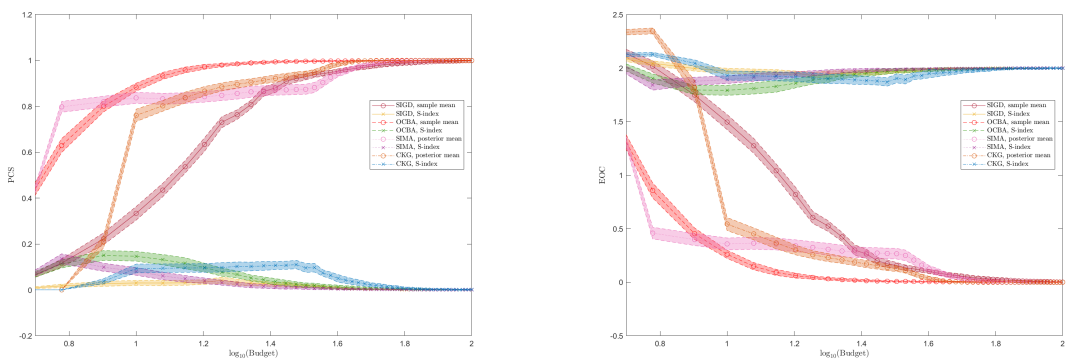 1.2
1
0.8
0.6
0.4
0.2
0
-0.2
PCS
0.8
1
1.2
1.4
1.6
1.8
2
log10(Budget)
SIGD, sample mean
SIGD, S-index
OCBA, sample mean
OCBA, S-index
SIMA, posterior mean
SIMA, S-index
CKG, posterior mean
CKG, S-index
2.5
2
1.5
1
0.5
0
-0.5
EOC
0.8
1
1.2
1.4
1.6
1.8
2
log10(Budget)
SIGD, sample mean
SIGD, S-index
OCBA, sample mean
OCBA, S-index
SIMA, posterior mean
SIMA, S-index
CKG, posterior mean
CKG, S-index